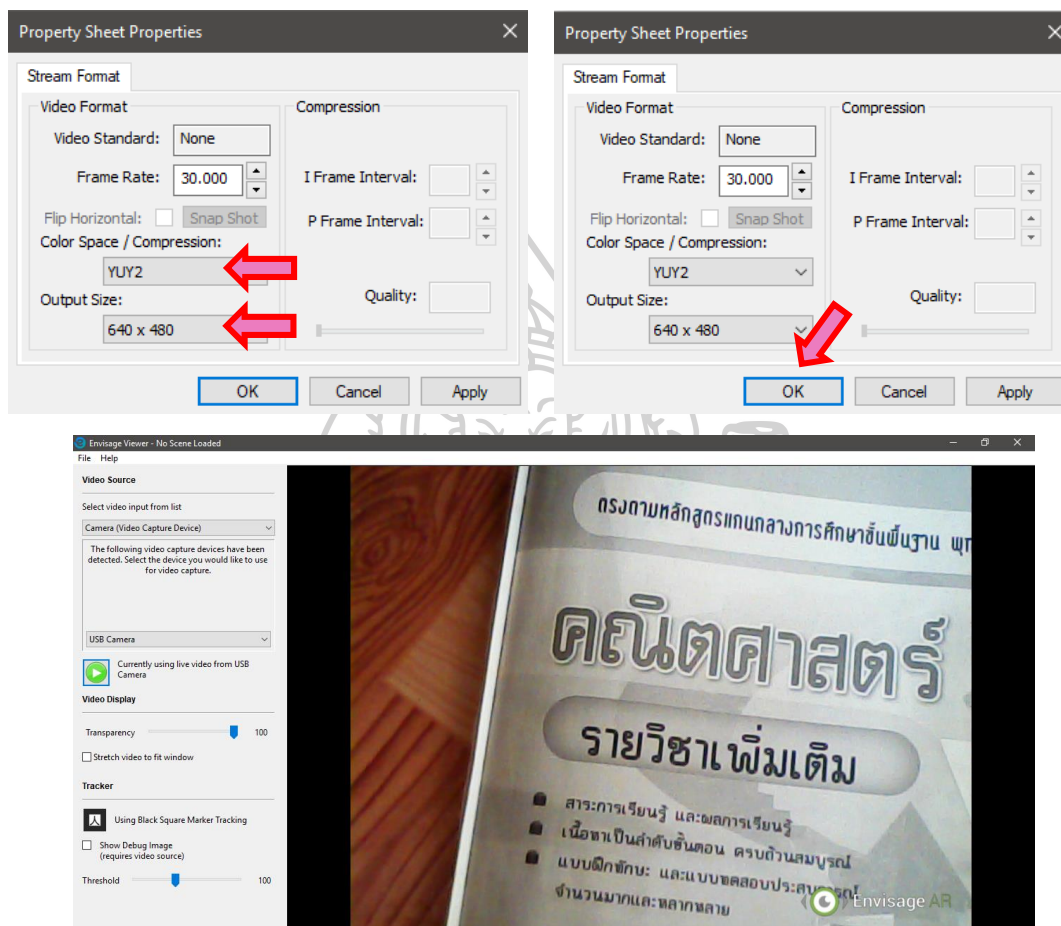 Property Sheet Properties
Stream Format
Video Format
Video Standard: None
Frame Rate: 30.000
Flip Horizontal: Snap Shot
Color Space / Compression:
YUY2
Output Size:
640 x 480
Compression
I Frame Interval:
P Frame Interval:
Quality:
OK Cancel Apply
Property Sheet Properties
Stream Format
Video Format
Video Standard: None
Frame Rate: 30.000
Flip Horizontal: Snap Shot
Color Space / Compression:
YUY2
Output Size:
640 x 480
Compression
I Frame Interval:
P Frame Interval:
Quality:
OK Cancel Apply
Envisage Viewer - No Scene Loaded
File Help
Video Source
Select video input from list
Camera (Video Capture Device)
The following video capture devices have been
detected. Select the device you would like to use
for video capture.
USB Camera
Currently using live video from USB
Camera
Video Display
Transparency 100
Stretch video to fit window
Tracker
Using Black Square Marker Tracking
Show Debug Image
(requires video source)
Threshold 100
ตรงตามหลักสูตรแกนกลางการศึกษาขั้นพื้นฐาน
คณิตศาสตร์
รายวิชาเพิ่มเติม
สาระการเรียนรู้ และผลการเรียนรู้
เนื้อหาเป็นลำดับขั้นตอน ครบถ้วนสมบูรณ์
แบบฝึกทักษะ และแบบทดสอบประสบการณ์
จำนวนมากและหลากหลาย
Envisage AR